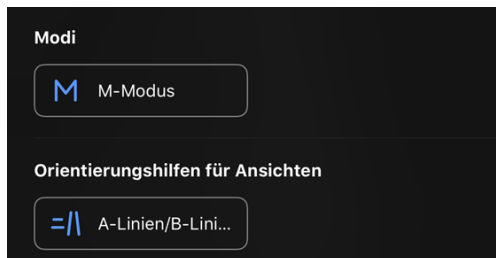 Modi
M-Modus
Orientierungshilfen für Ansichten
A-Linien/B-Lini...